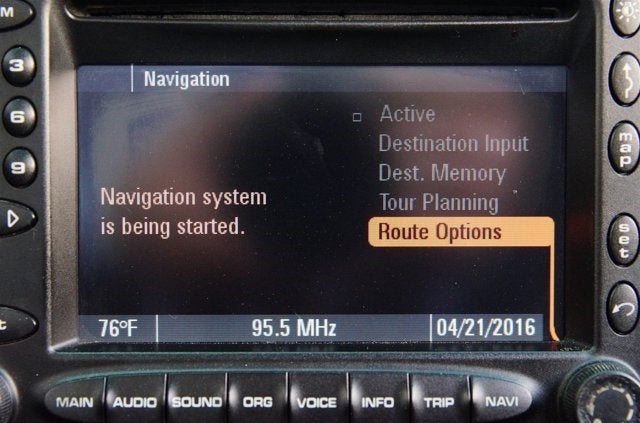 M
3
6
9
Navigation
Active
Destination Input
Dest. Memory
Tour Planning
Route Options
Navigation system
is being started.
76°F
95.5 MHz
04/21/2016
map
set
t
MAIN
AUDIO
SOUND
ORG
VOICE
INFO
TRIP
NAVI